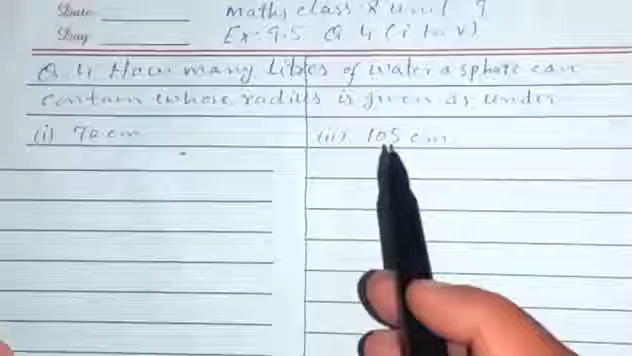 Date:
Maths class 8 unit 9
Day
Ex-9.5 Q 4 (i to v)
Q 4 How many litres of water a sphere can
contain whose radius is given as under
(i) 70 cm
(ii) 105 cm